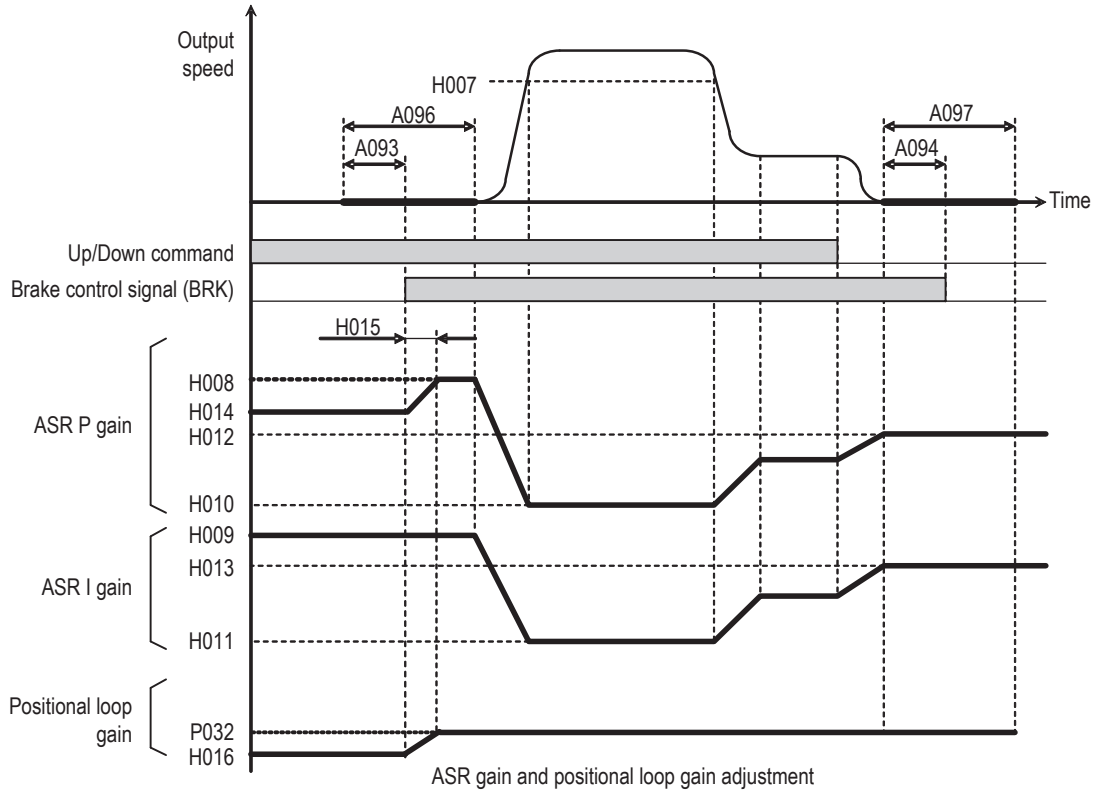 Output
speed
H007
A096
A097
A093
A094
Time
Up/Down command
Brake control signal (BRK)
H015
H008
H014
ASR P gain
H012
H010
H009
H013
ASR I gain
H011
Positional loop
gain
P032
H016
ASR gain and positional loop gain adjustment